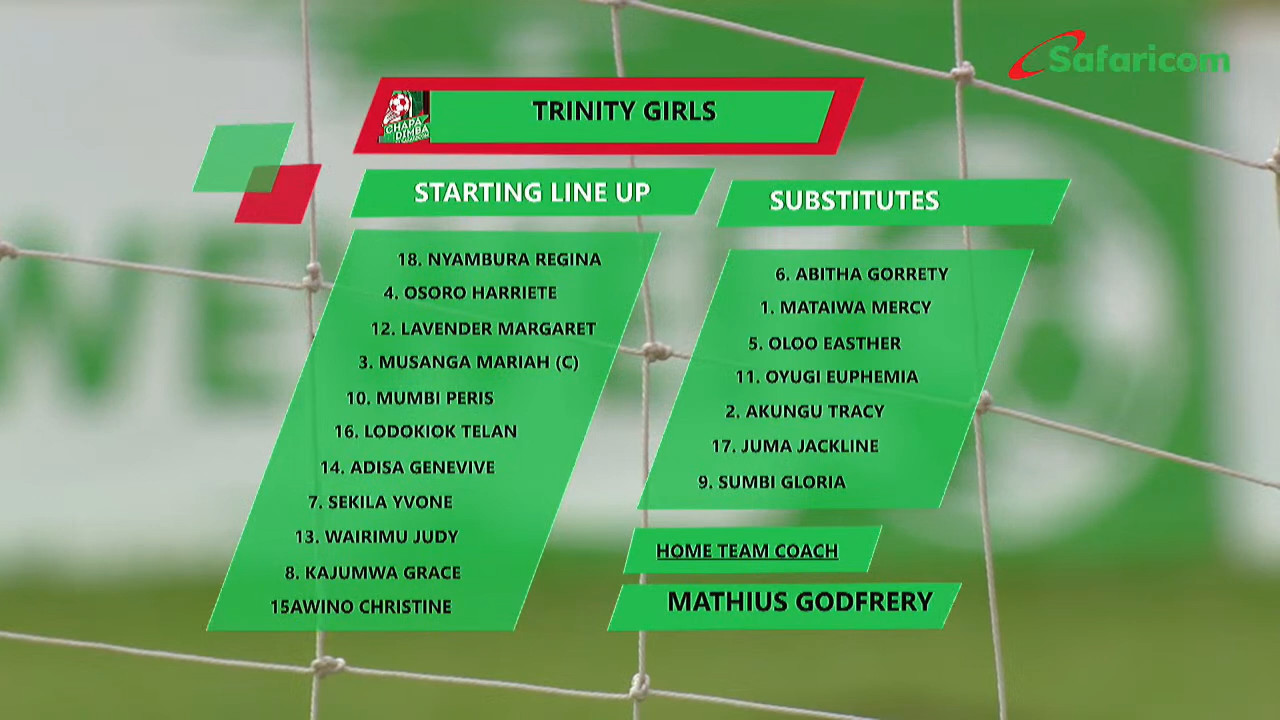 Safaricom
CHAPA
DIMBA
TRINITY GIRLS
STARTING LINE UP
18. NYAMBURA REGINA
4. OSORO HARRIETE
12. LAVENDER MARGARET
3. MUSANGA MARIAH (C)
10. MUMBI PERIS
16. LODOKIOK TELAN
14. ADISA GENEVIVE
7. SEKILA YVONE
13. WAIRIMU JUDY
8. KAJUMWA GRACE
15AWINO CHRISTINE
SUBSTITUTES
6. ABITHA GORRETY
1. MATAIWA MERCY
5. OLOO EASTHER
11. OYUGI EUPHEMIA
2. AKUNGU TRACY
17. JUMA JACKLINE
9. SUMBI GLORIA
HOME TEAM COACH
MATHIUS GODFRERY